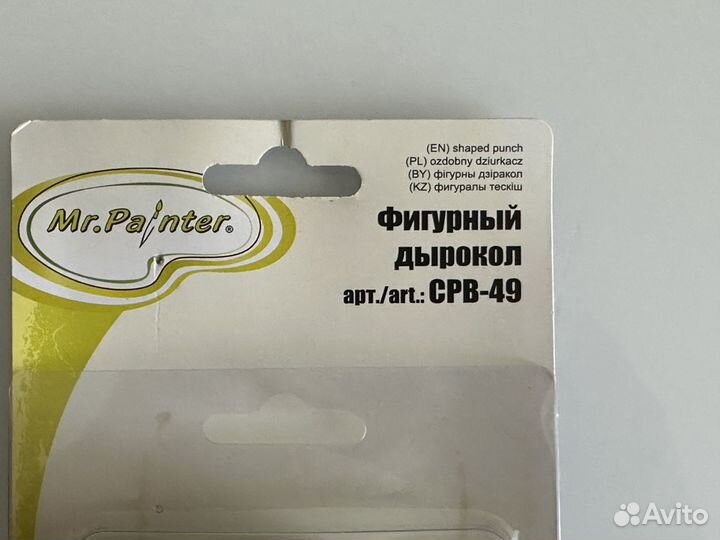 Mr.Painter®
(EN) shaped punch
(PL) ozdobny dziurkacz
(BY) фігурны дзіракол
(KZ) фигуралы тескіш
Фигурный
дырокол
арт./art.: CPB-49
Avito